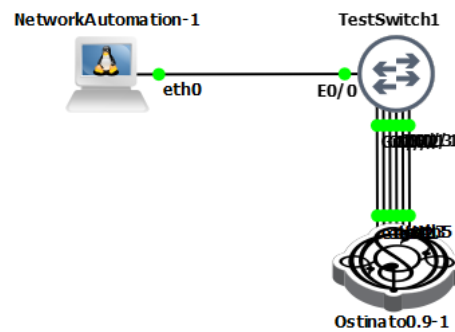 NetworkAutomation-1
TestSwitch1
eth0
E0/0
Ostinato0.9-1